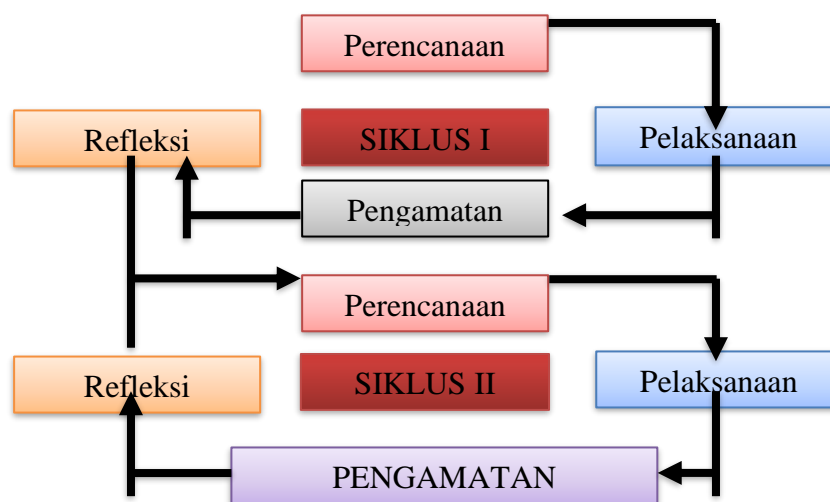 Perencanaan
Refleksi
SIKLUS I
Pelaksanaan
Pengamatan
Perencanaan
Refleksi
SIKLUS II
Pelaksanaan
PENGAMATAN